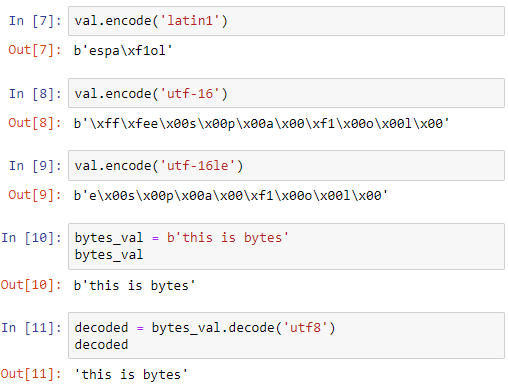 In [7]: val.encode('latin1')
Out[7]: b'espa\xf1ol'
In [8]: val.encode('utf-16')
Out[8]: b'\xff\xfee\x00s\x00p\x00a\x00\xf1\x00o\x00l\x00'
In [9]: val.encode('utf-16le')
Out[9]: b'e\x00s\x00p\x00a\x00\xf1\x00o\x00l\x00'
In [10]: bytes_val = b'this is bytes'
bytes_val
Out[10]: b'this is bytes'
In [11]: decoded = bytes_val.decode('utf8')
decoded
Out[11]: 'this is bytes'